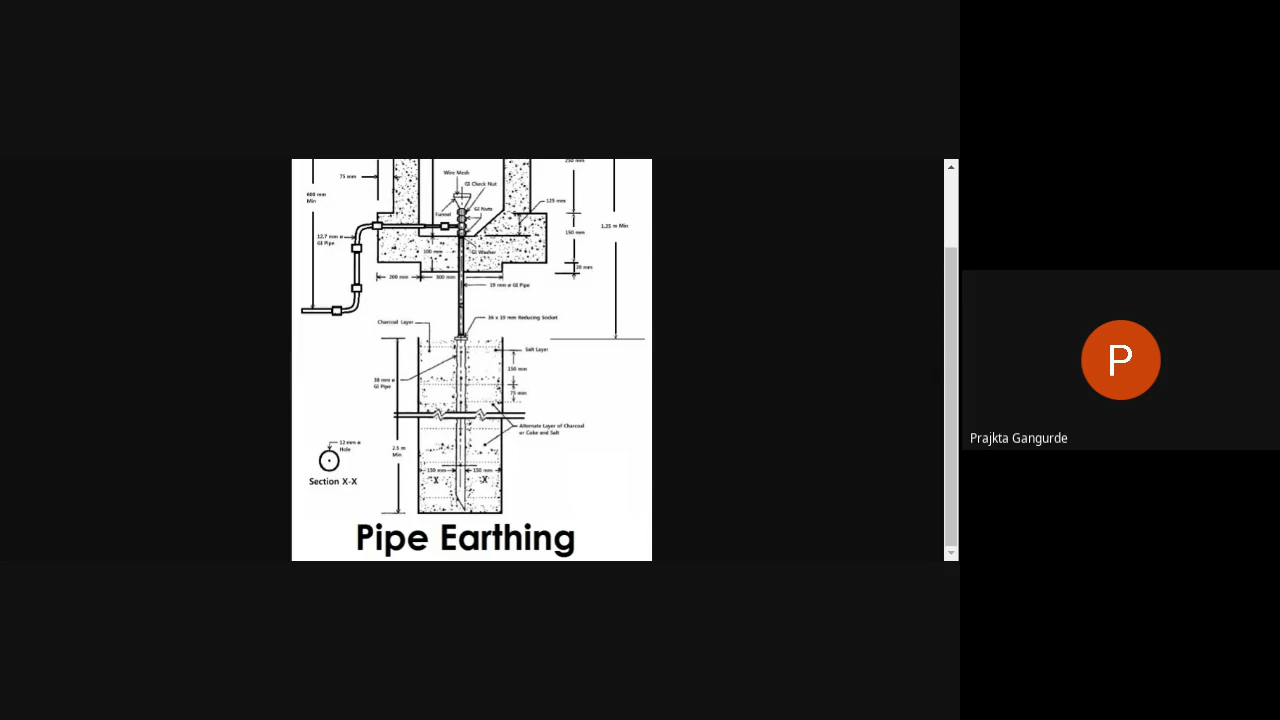 250 mm
Wire Mesh
75 mm
GI Check Nut
600 mm
Min
125 mm
GI Nuts
Funnel
1.25 m Min
150 mm
12.7 mm ø
GI Pipe
100 mm
GI Washer
20 mm
200 mm
300 mm
19 mm ø GI Pipe
36 x 19 mm Reducing Socket
Charcoal Layer
Salt Layer
150 mm
38 mm ø
GI Pipe
75 mm
Alternate Layer of Charcoal
or Coke and Salt
12 mm ø
Hole
2.5 m
Min
150 mm
150 mm
X
X
Section X-X
Pipe Earthing
P
Prajkta Gangurde